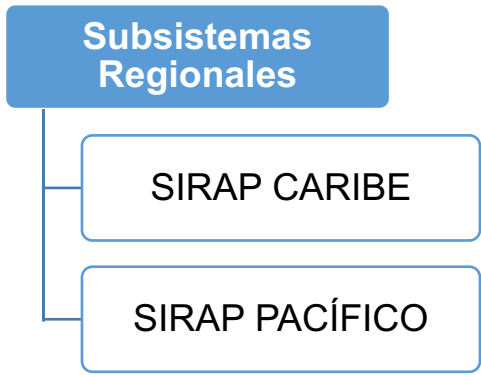 Subsistemas
Regionales
SIRAP CARIBE
SIRAP PACÍFICO